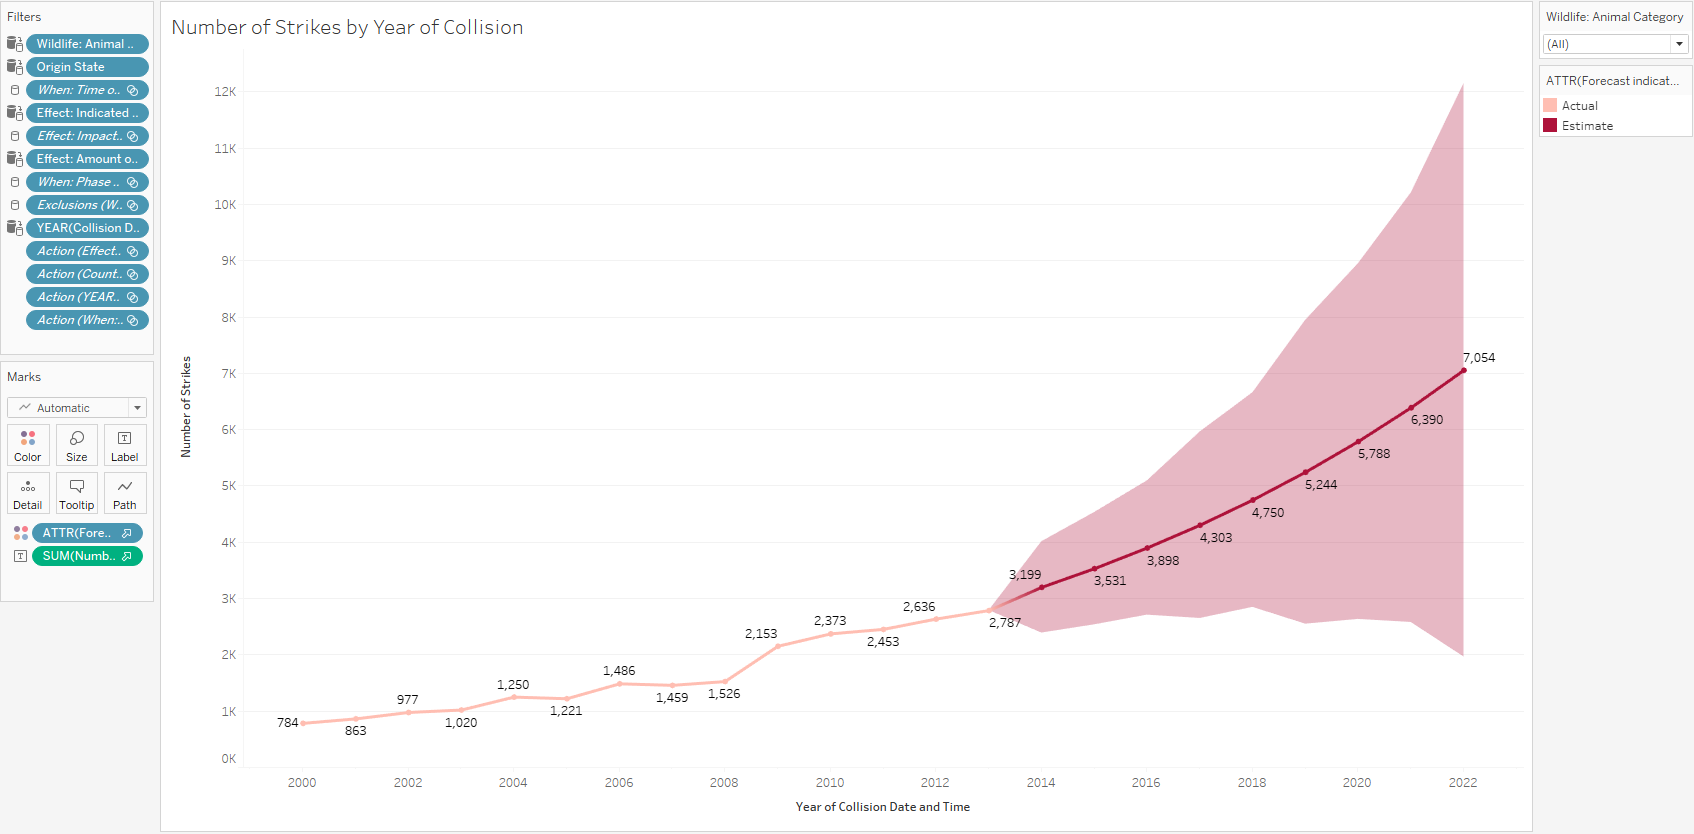 Filters
Wildlife: Animal ..
Origin State
When: Time o..
Effect: Indicated ..
Effect: Impact..
Effect: Amount o..
When: Phase ..
Exclusions (W..
YEAR(Collision D..
Action (Effect..
Action (Count..
Action (YEAR..
Action (When:..
Marks
Automatic
Color
Size
Label
Detail
Tooltip
Path
ATTR(Fore..
SUM(Numb..
Number of Strikes by Year of Collision
12K
11K
10K
9K
8K
7K
6K
5K
4K
3K
2K
1K
0K
Number of Strikes
784
863
977
1,020
1,250
1,221
1,486
1,459
1,526
2,153
2,373
2,453
2,636
2,787
3,199
3,531
3,898
4,303
4,750
5,244
5,788
6,390
7,054
2000
2002
2004
2006
2008
2010
2012
2014
2016
2018
2020
2022
Year of Collision Date and Time
Wildlife: Animal Category
(All)
ATTR(Forecast indicat...
Actual
Estimate